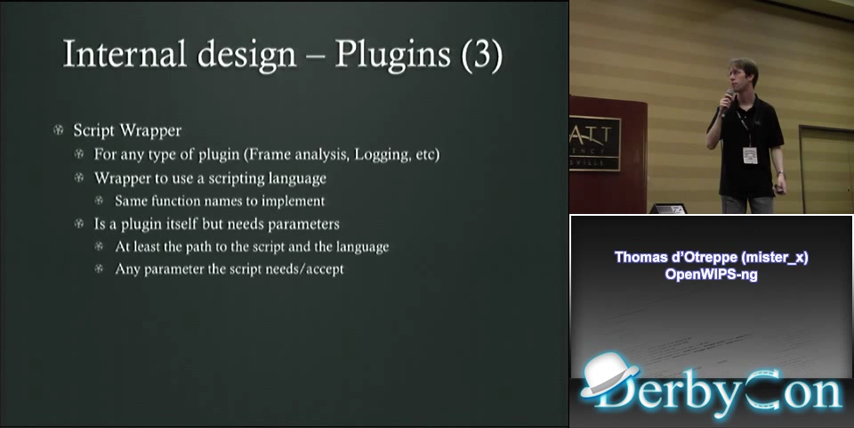 Internal design – Plugins (3)
Script Wrapper
For any type of plugin (Frame analysis, Logging, etc)
Wrapper to use a scripting language
Same function names to implement
Is a plugin itself but needs parameters
At least the path to the script and the language
Any parameter the script needs/accept
ATT
Thomas d'Otreppe (mister_x)
OpenWIPS-ng
DerbyCon